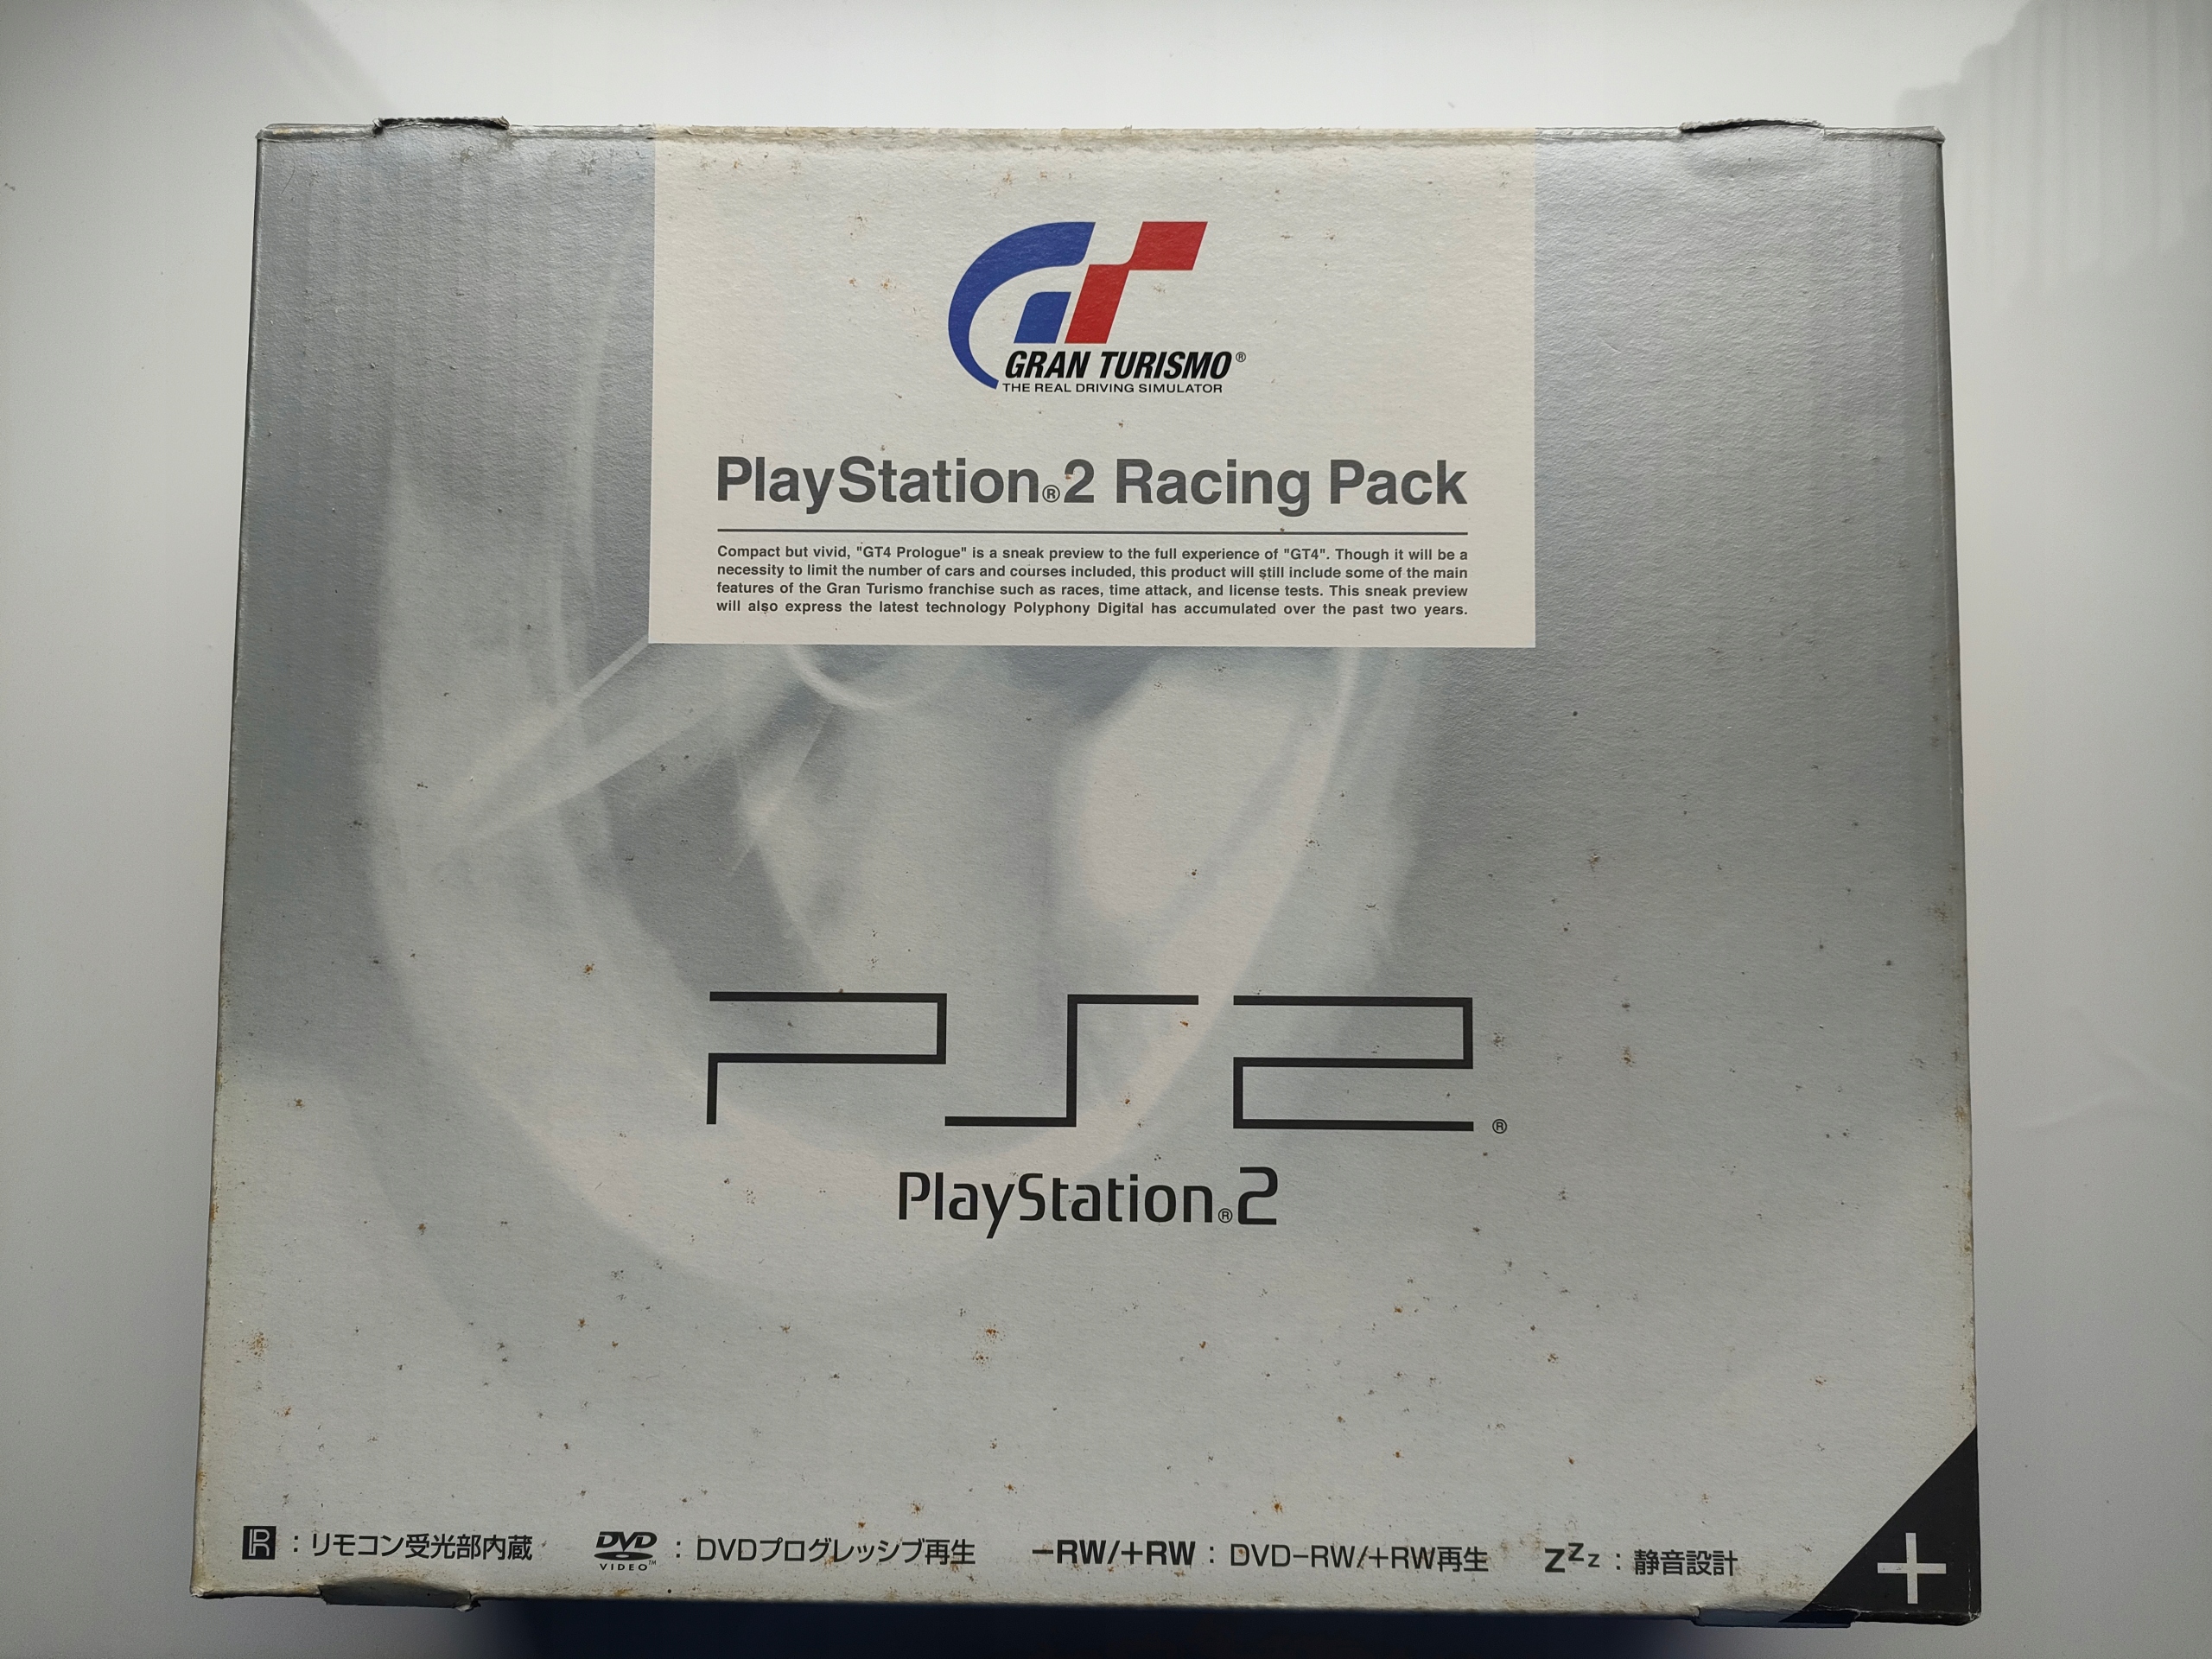 GT
GRAN TURISMO®
THE REAL DRIVING SIMULATOR
PlayStation®2 Racing Pack
Compact but vivid, "GT4 Prologue" is a sneak preview to the full experience of "GT4". Though it will be a
necessity to limit the number of cars and courses included, this product will still include some of the main
features of the Gran Turismo franchise such as races, time attack, and license tests. This sneak preview
will also express the latest technology Polyphony Digital has accumulated over the past two years.
PS2®
PlayStation®2
R : リモコン受光部内蔵 DVD VIDEO™ : DVDプログレッシブ再生 −RW/+RW : DVD−RW/+RW再生 Zzz : 静音設計 +